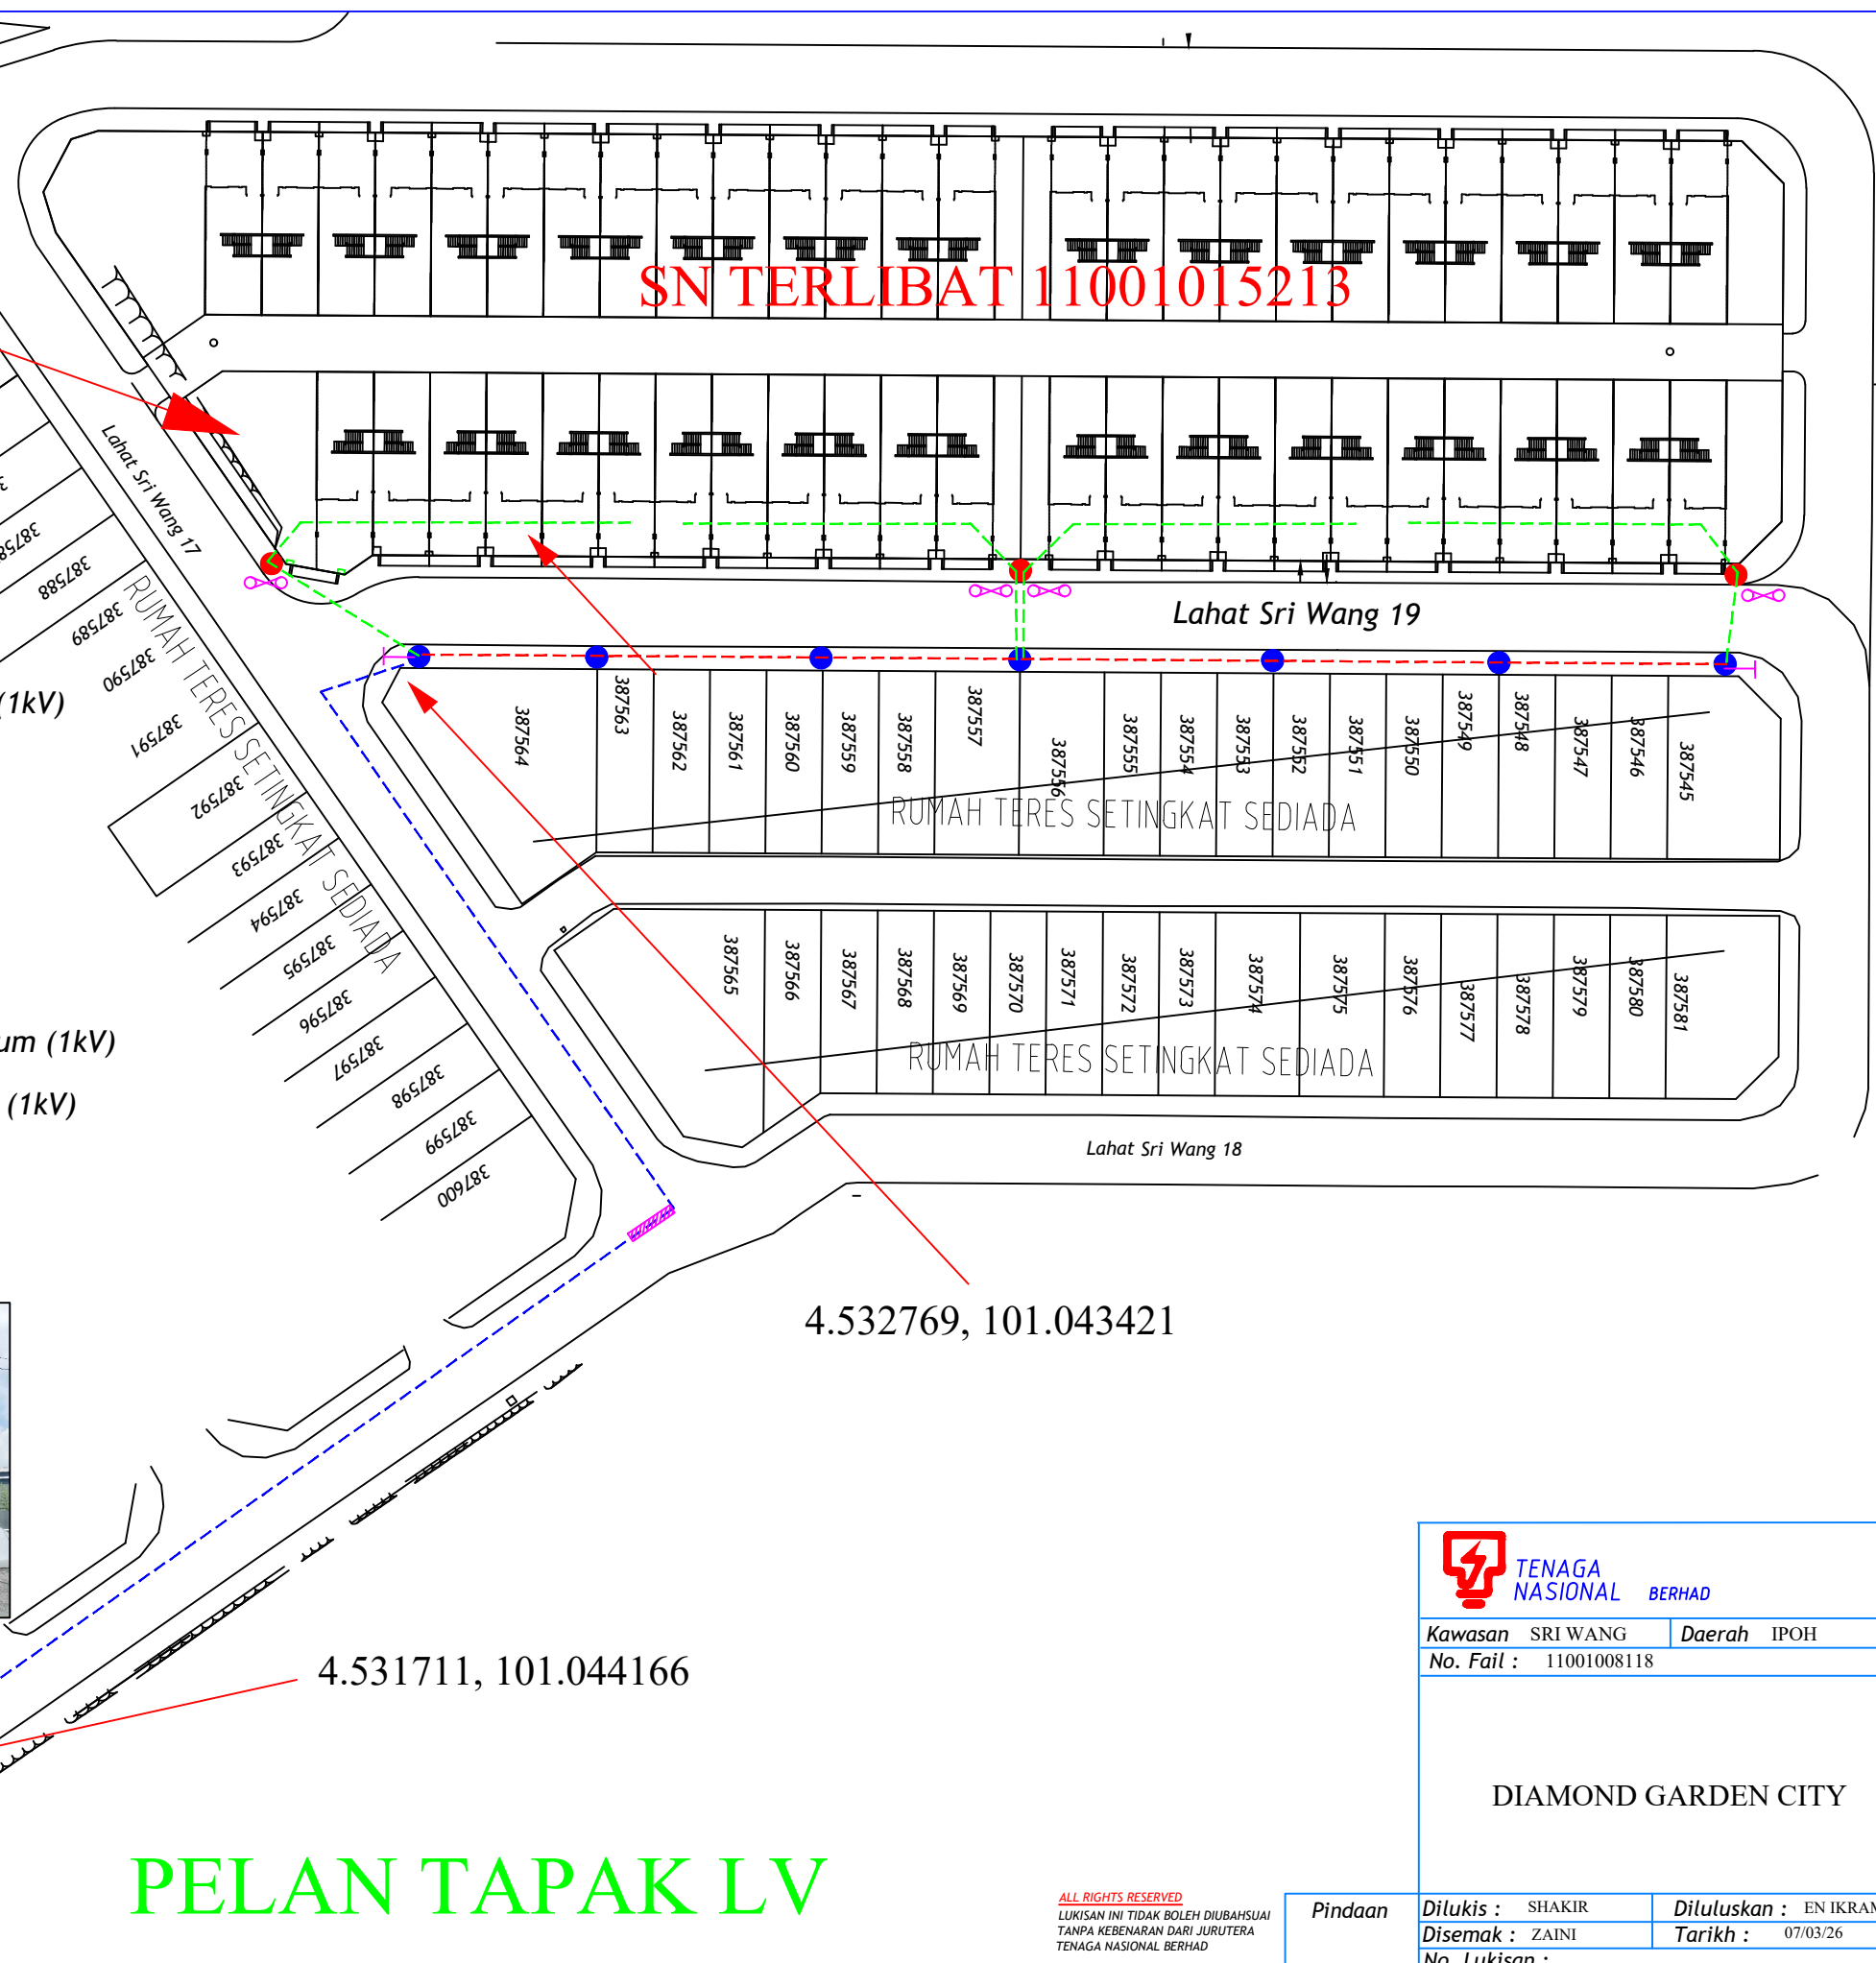 SN TERLIBAT 11001015213
Lahat Sri Wang 17
Lahat Sri Wang 19
387588
387589
387590
387591
387592
387593
387594
387595
387596
387597
387598
387599
387600
RUMAH TERES SETINGKAT SEDIADA
(1kV)
um (1kV)
(1kV)
387564
387563
387562
387561
387560
387559
387558
387557
387556
387555
387554
387553
387552
387551
387550
387549
387548
387547
387546
387545
RUMAH TERES SETINGKAT SEDIADA
387565
387566
387567
387568
387569
387570
387571
387572
387573
387574
387575
387576
387577
387578
387579
387580
387581
RUMAH TERES SETINGKAT SEDIADA
Lahat Sri Wang 18
4.532769, 101.043421
4.531711, 101.044166
PELAN TAPAK LV
TENAGA
NASIONAL BERHAD
Kawasan SRI WANG Daerah IPOH
No. Fail : 11001008118
DIAMOND GARDEN CITY
ALL RIGHTS RESERVED
LUKISAN INI TIDAK BOLEH DIUBAHSUAI
TANPA KEBENARAN DARI JURUTERA
TENAGA NASIONAL BERHAD
Pindaan
Dilukis : SHAKIR Diluluskan : EN IKRAM
Disemak : ZAINI Tarikh : 07/03/26
No. Lukisan :